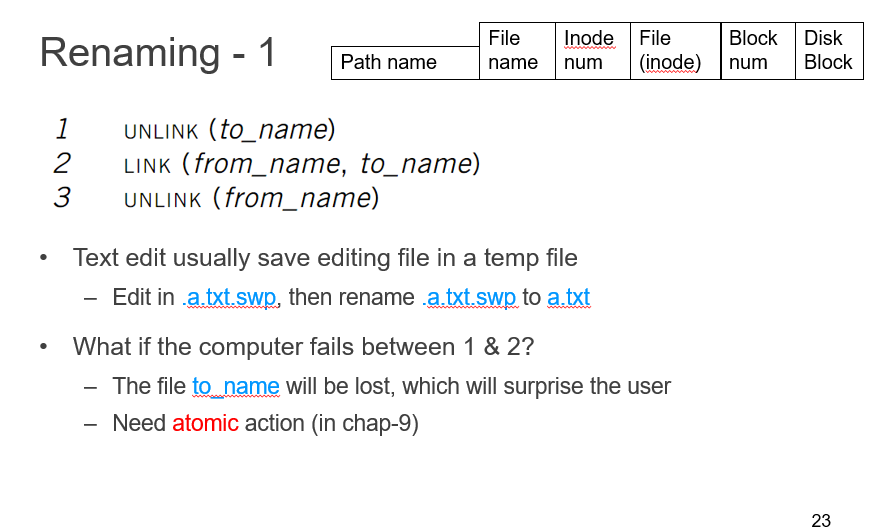 Renaming - 1
Path name
File name
Inode num
File (inode)
Block num
Disk Block
1 UNLINK (to_name)
2 LINK (from_name, to_name)
3 UNLINK (from_name)
• Text edit usually save editing file in a temp file
– Edit in .a.txt.swp, then rename .a.txt.swp to a.txt
• What if the computer fails between 1 & 2?
– The file to_name will be lost, which will surprise the user
– Need atomic action (in chap-9)
23